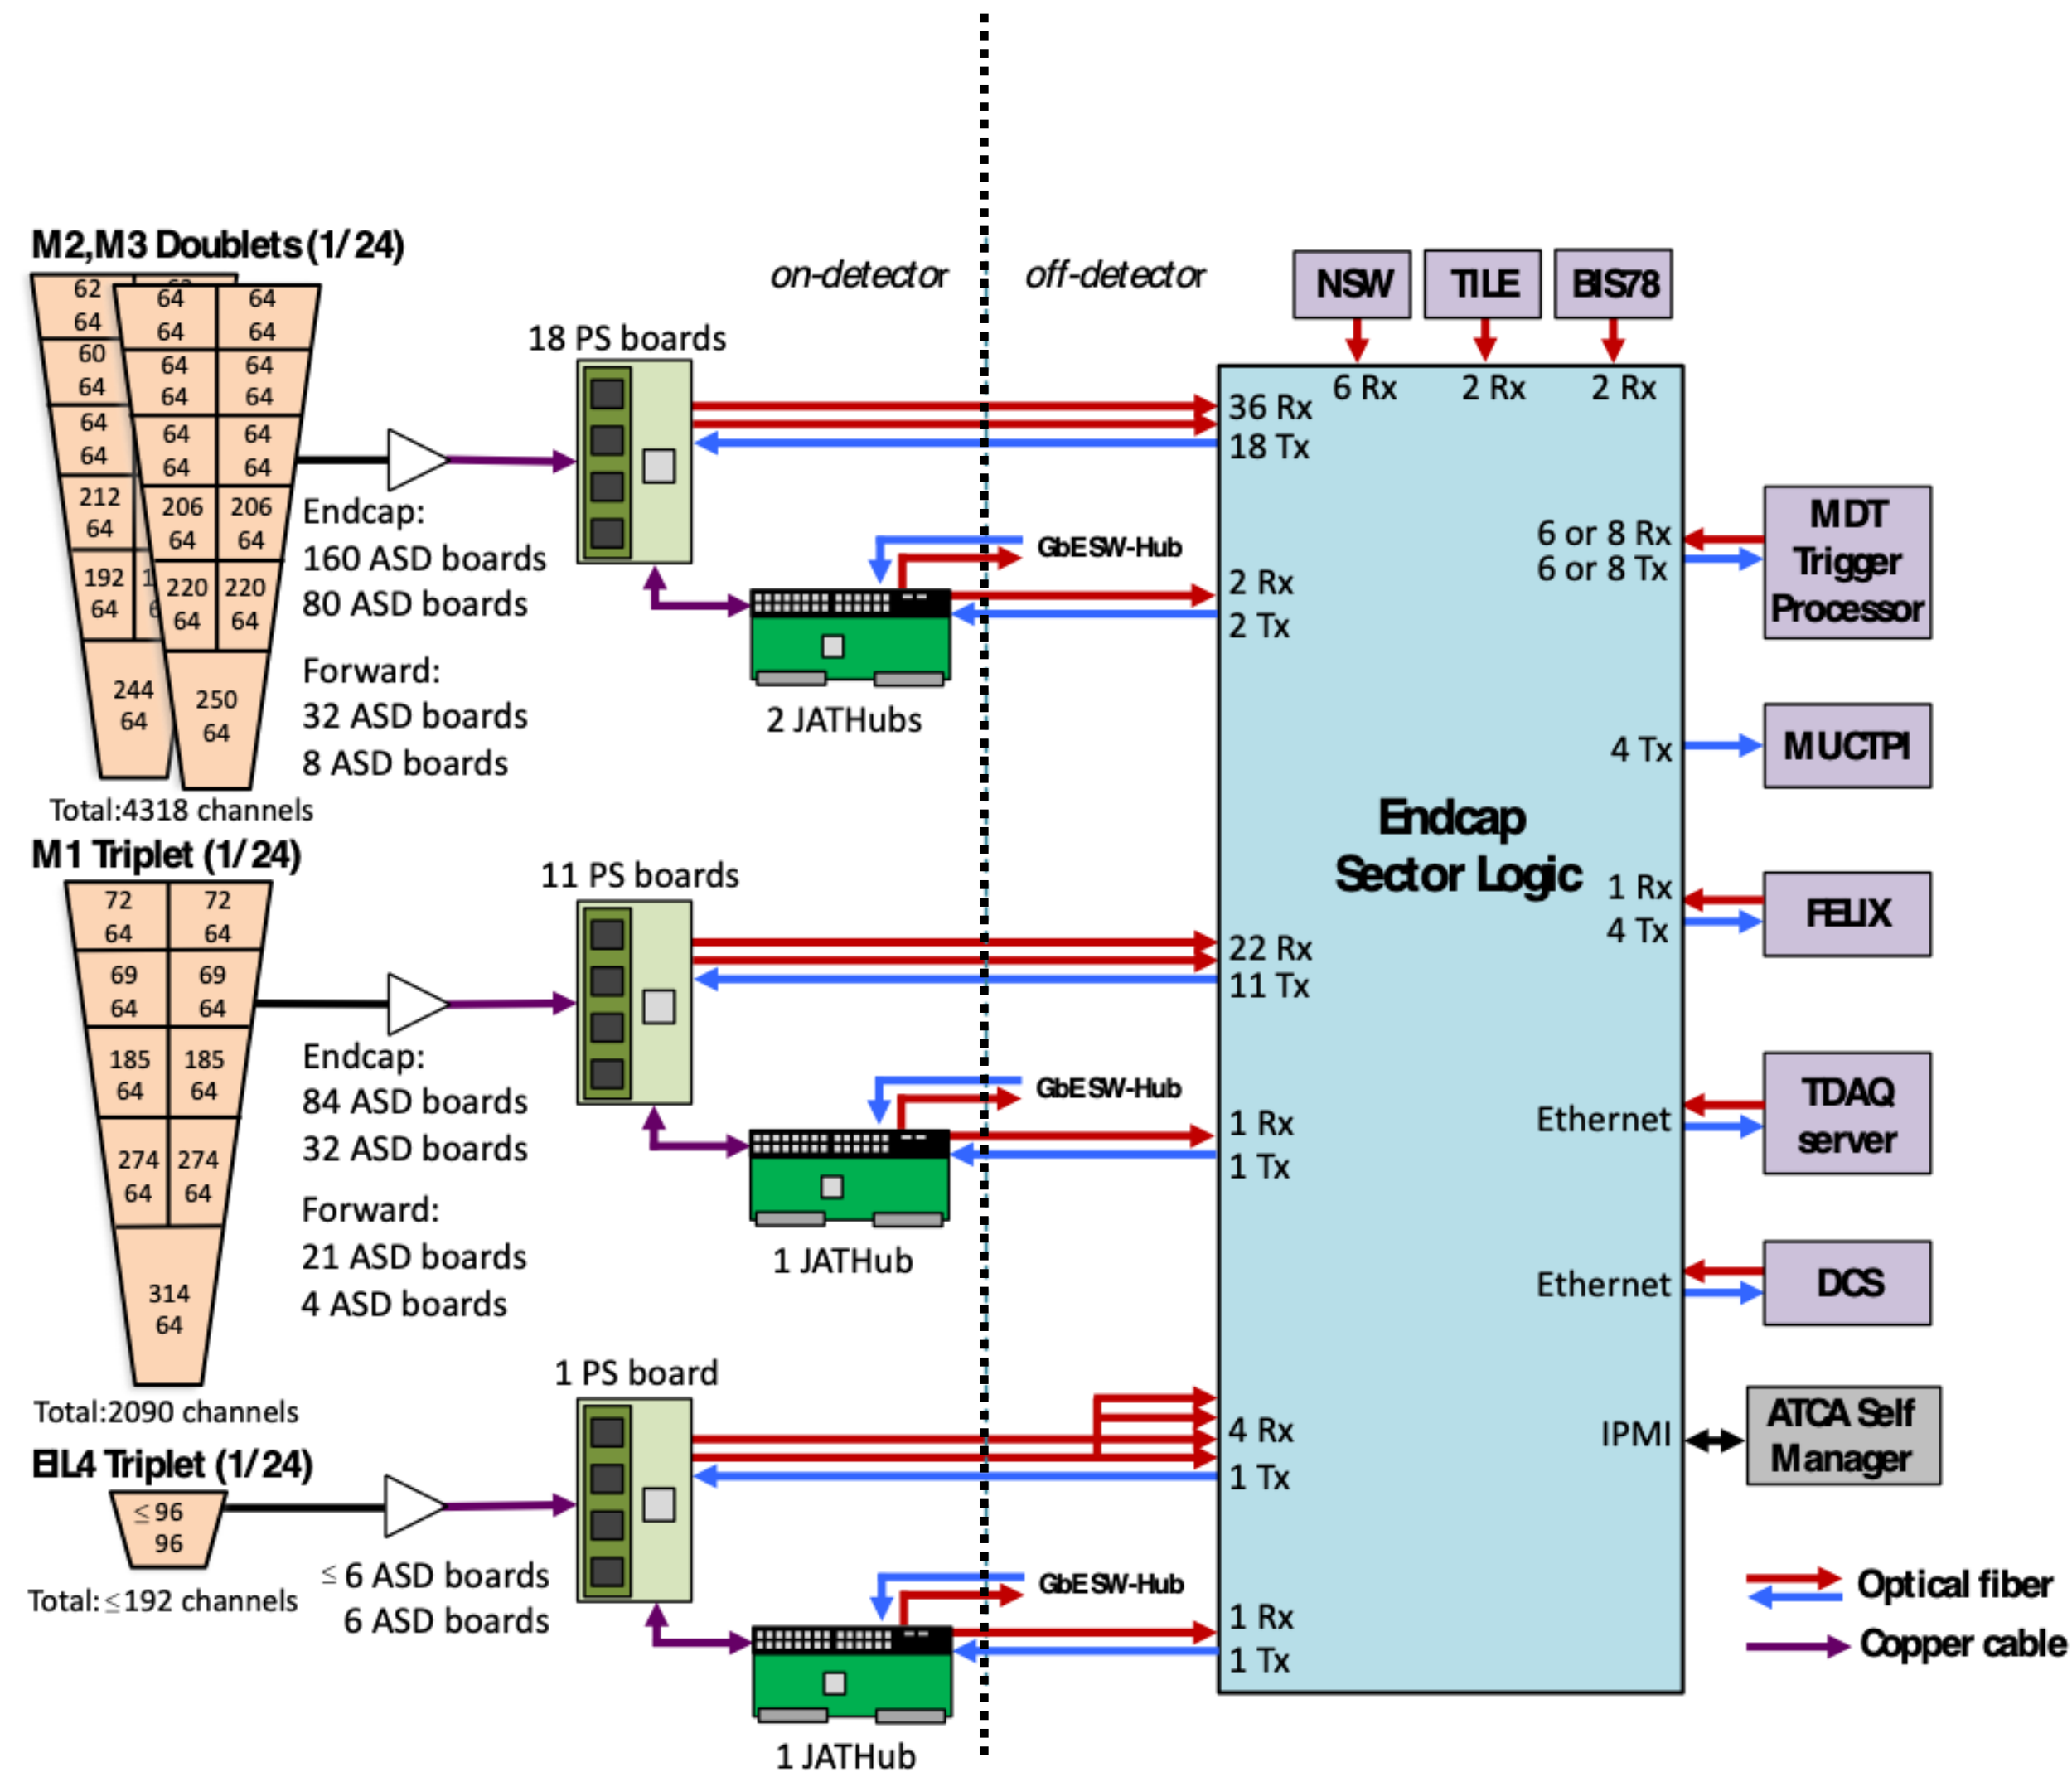 M2,M3 Doublets (1/24)
62
64
60
64
64
64
212
64
192
64
244
64
64 64
64 64
64 64
64 64
64 64
64 64
206 206
64 64
220 220
64 64
250
64
Total:4318 channels
Endcap:
160 ASD boards
80 ASD boards
Forward:
32 ASD boards
8 ASD boards
18 PS boards
2 JATHubs
GbE SW-Hub
on-detector
off-detector
M1 Triplet (1/24)
72 72
64 64
69 69
64 64
185 185
64 64
274 274
64 64
314
64
Total:2090 channels
Endcap:
84 ASD boards
32 ASD boards
Forward:
21 ASD boards
4 ASD boards
11 PS boards
1 JATHub
GbE SW-Hub
EIL4 Triplet (1/24)
≤ 96
96
Total: ≤192 channels
≤ 6 ASD boards
6 ASD boards
1 PS board
1 JATHub
GbE SW-Hub
NSW
TILE
BIS78
6 Rx
2 Rx
2 Rx
36 Rx
18 Tx
2 Rx
2 Tx
22 Rx
11 Tx
1 Rx
1 Tx
4 Rx
1 Tx
1 Rx
1 Tx
Endcap
Sector Logic
6 or 8 Rx
6 or 8 Tx
4 Tx
1 Rx
4 Tx
Ethernet
Ethernet
IPMI
MDT
Trigger
Processor
MUCTPI
FELIX
TDAQ
server
DCS
ATCA Self
Manager
Optical fiber
Copper cable